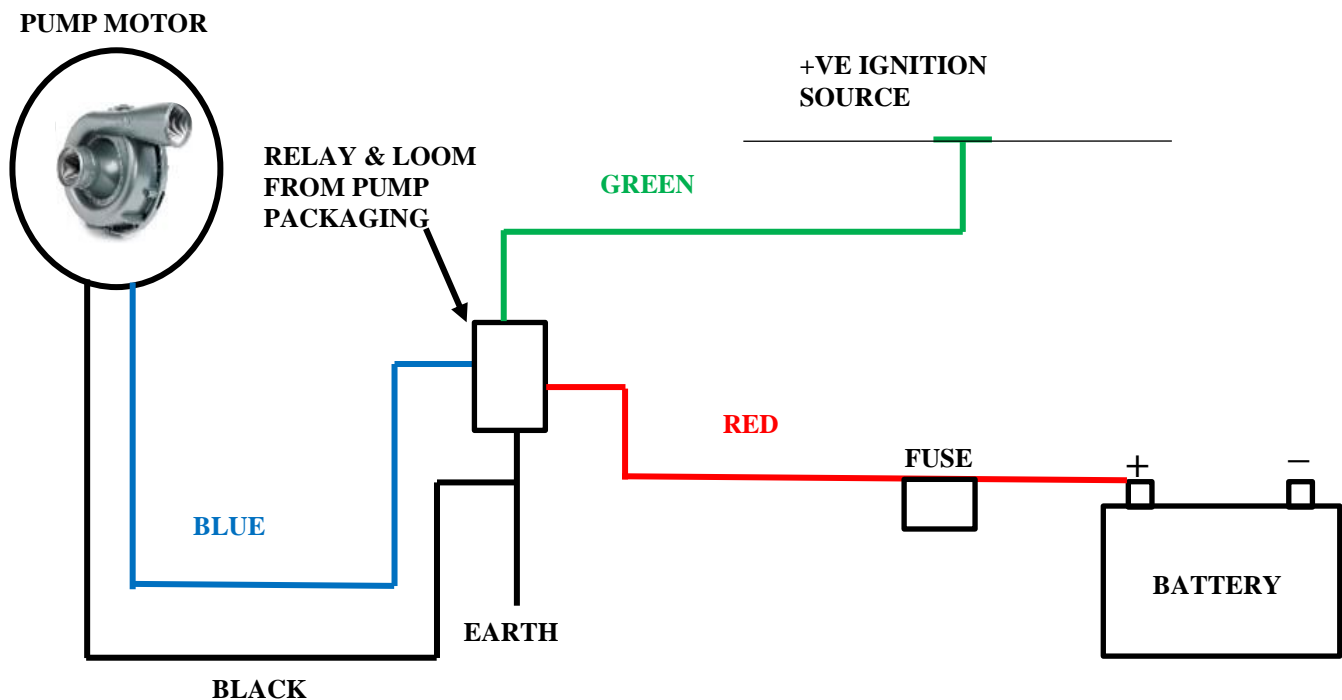 PUMP MOTOR
+VE IGNITION
SOURCE
RELAY & LOOM
FROM PUMP
PACKAGING
GREEN
RED
FUSE
+
−
BLUE
BATTERY
EARTH
BLACK